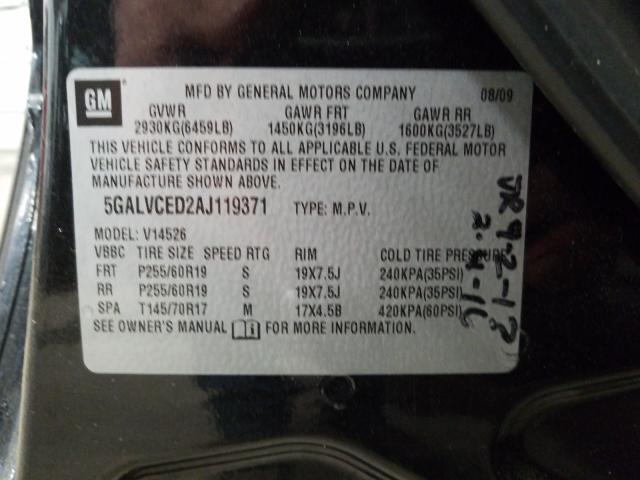 GM
MFD BY GENERAL MOTORS COMPANY 08/09
GVWR GAWR FRT GAWR RR
2930KG(6459LB) 1450KG(3196LB) 1600KG(3527LB)
THIS VEHICLE CONFORMS TO ALL APPLICABLE U.S. FEDERAL MOTOR
VEHICLE SAFETY STANDARDS IN EFFECT ON THE DATE OF
MANUFACTURE SHOWN ABOVE.
5GALVCED2AJ119371 TYPE: M.P.V.
MODEL: V14526
VBBC TIRE SIZE SPEED RTG RIM COLD TIRE PRESSURE
FRT P255/60R19 S 19X7.5J 240KPA(35PSI)
RR P255/60R19 S 19X7.5J 240KPA(35PSI)
SPA T145/70R17 M 17X4.5B 420KPA(60PSI)
SEE OWNER'S MANUAL FOR MORE INFORMATION.
2-4-16